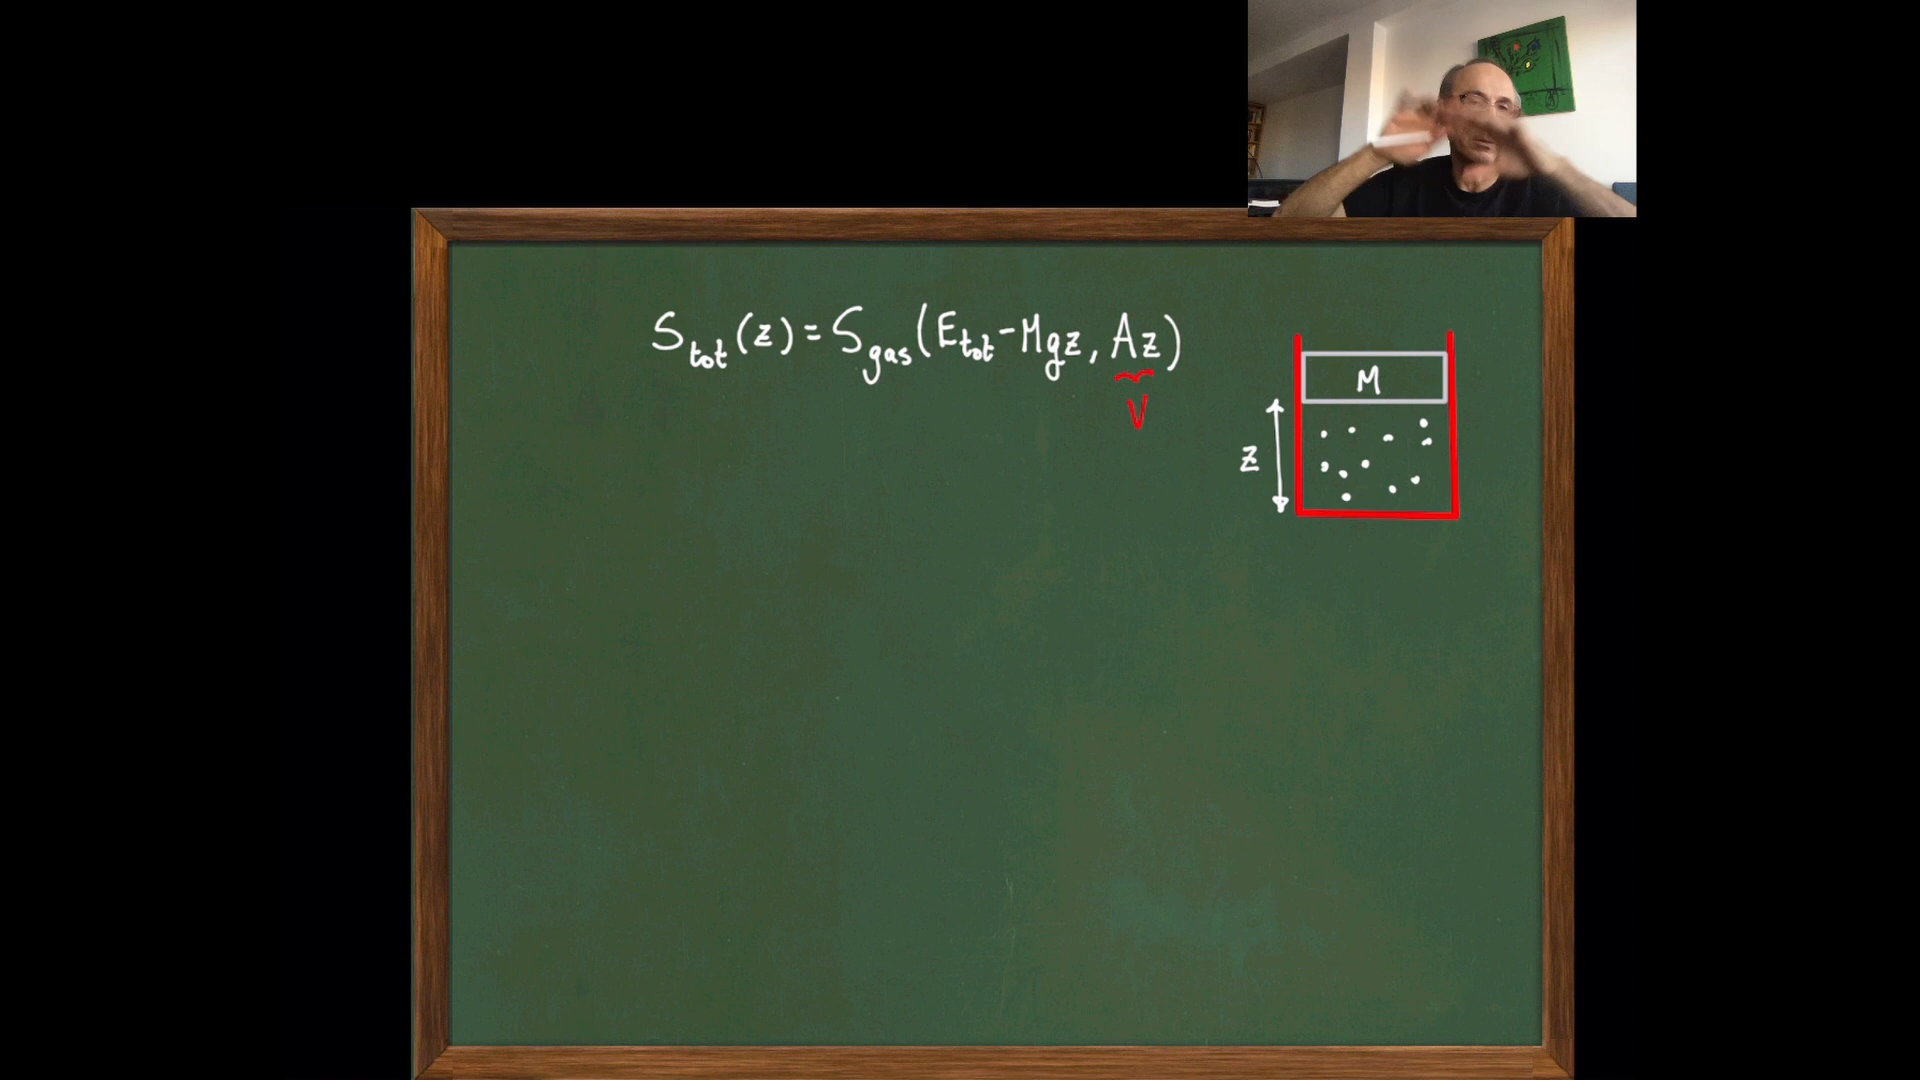 S_tot(z) = S_gas(E_tot - Mgz, Az)
V
M
z